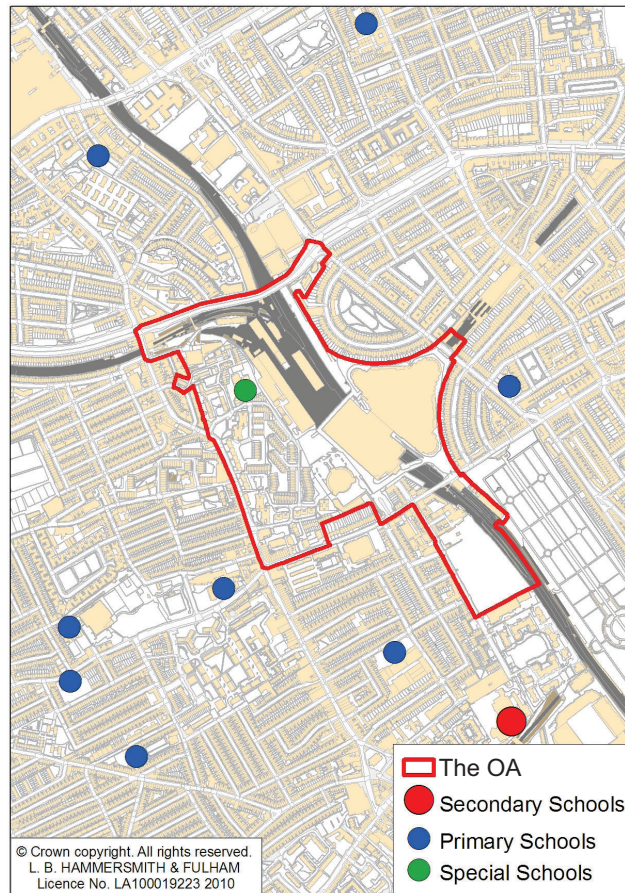 The OA
Secondary Schools
Primary Schools
Special Schools
© Crown copyright. All rights reserved.
L. B. HAMMERSMITH & FULHAM
Licence No. LA100019223 2010